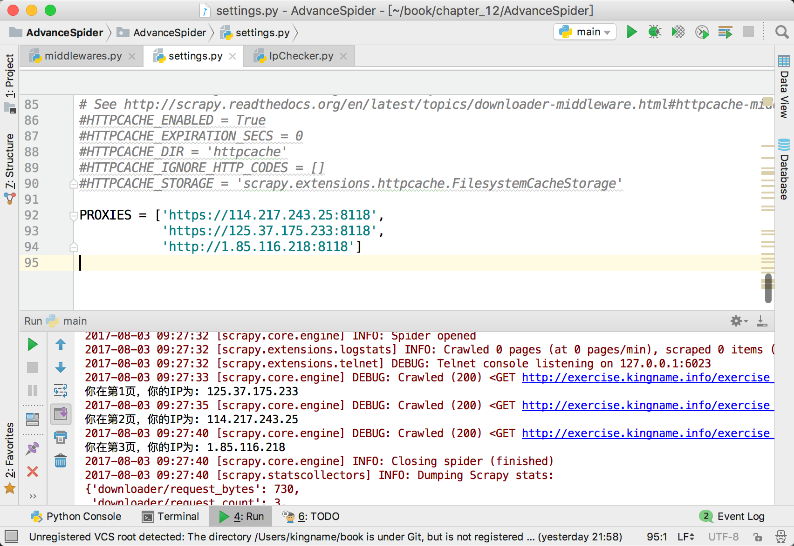 settings.py - AdvanceSpider - [~/book/chapter_12/AdvanceSpider]
AdvanceSpider AdvanceSpider settings.py main
1: Project
7: Structure
2: Favorites
middlewares.py settings.py IpChecker.py
85 # See http://scrapy.readthedocs.org/en/latest/topics/downloader-middleware.html#httpcache-mid
86 #HTTPCACHE_ENABLED = True
87 #HTTPCACHE_EXPIRATION_SECS = 0
88 #HTTPCACHE_DIR = 'httpcache'
89 #HTTPCACHE_IGNORE_HTTP_CODES = []
90 #HTTPCACHE_STORAGE = 'scrapy.extensions.httpcache.FilesystemCacheStorage'
91
92 PROXIES = ['https://114.217.243.25:8118',
93 'https://125.37.175.233:8118',
94 'http://1.85.116.218:8118']
95
Data View
Database
Run main
2017-08-03 09:27:32 [scrapy.core.engine] INFO: Spider opened
2017-08-03 09:27:32 [scrapy.extensions.logstats] INFO: Crawled 0 pages (at 0 pages/min), scraped 0 items (
2017-08-03 09:27:32 [scrapy.extensions.telnet] DEBUG: Telnet console listening on 127.0.0.1:6023
2017-08-03 09:27:33 [scrapy.core.engine] DEBUG: Crawled (200) <GET http://exercise.kingname.info/exercise
你在第1页，你的IP为: 125.37.175.233
2017-08-03 09:27:35 [scrapy.core.engine] DEBUG: Crawled (200) <GET http://exercise.kingname.info/exercise
你在第2页，你的IP为: 114.217.243.25
2017-08-03 09:27:40 [scrapy.core.engine] DEBUG: Crawled (200) <GET http://exercise.kingname.info/exercise
你在第3页，你的IP为: 1.85.116.218
2017-08-03 09:27:40 [scrapy.core.engine] INFO: Closing spider (finished)
2017-08-03 09:27:40 [scrapy.statscollectors] INFO: Dumping Scrapy stats:
{'downloader/request_bytes': 730,
'downloader/request_count': 3,
Python Console Terminal 4: Run 6: TODO 2 Event Log
Unregistered VCS root detected: The directory /Users/kingname/book is under Git, but is not registered ... (yesterday 21:58) 95:1 LF UTF-8